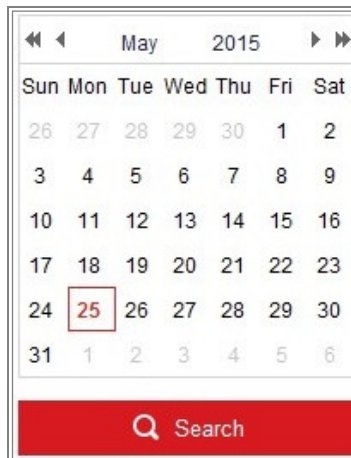 May 2015
Sun Mon Tue Wed Thu Fri Sat
26 27 28 29 30 1 2
3 4 5 6 7 8 9
10 11 12 13 14 15 16
17 18 19 20 21 22 23
24 25 26 27 28 29 30
31 1 2 3 4 5 6
Search